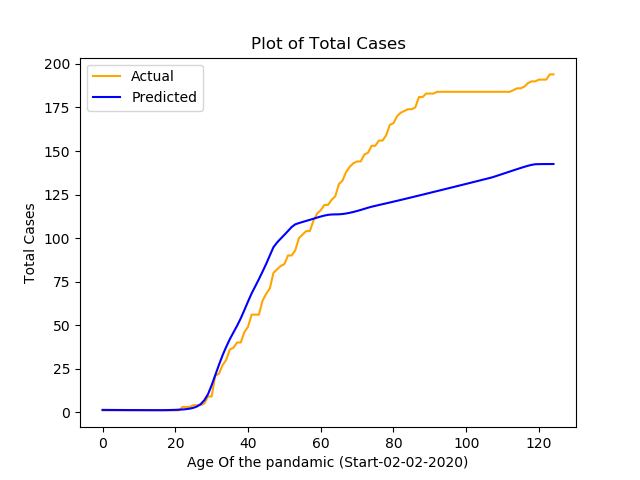 Plot of Total Cases
Actual
Predicted
200
175
150
125
100
75
50
25
0
Total Cases
0 20 40 60 80 100 120
Age Of the pandamic (Start-02-02-2020)